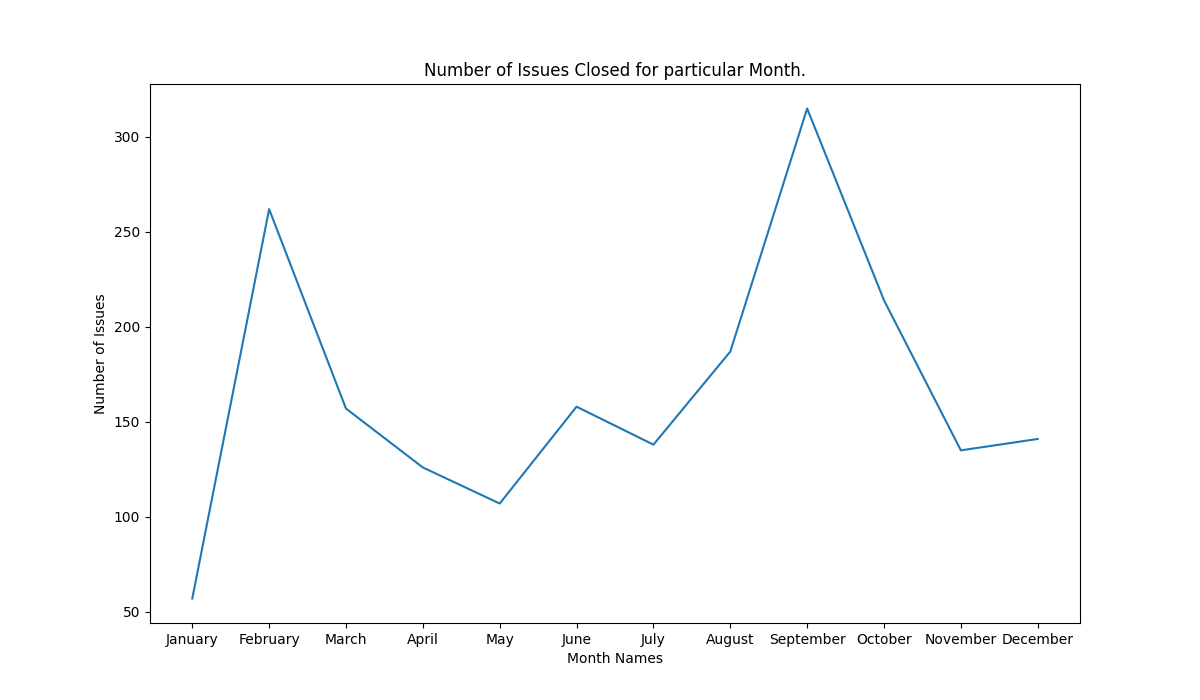 Number of Issues Closed for particular Month.
300
250
200
150
100
50
Number of Issues
January February March April May June July August September October November December
Month Names